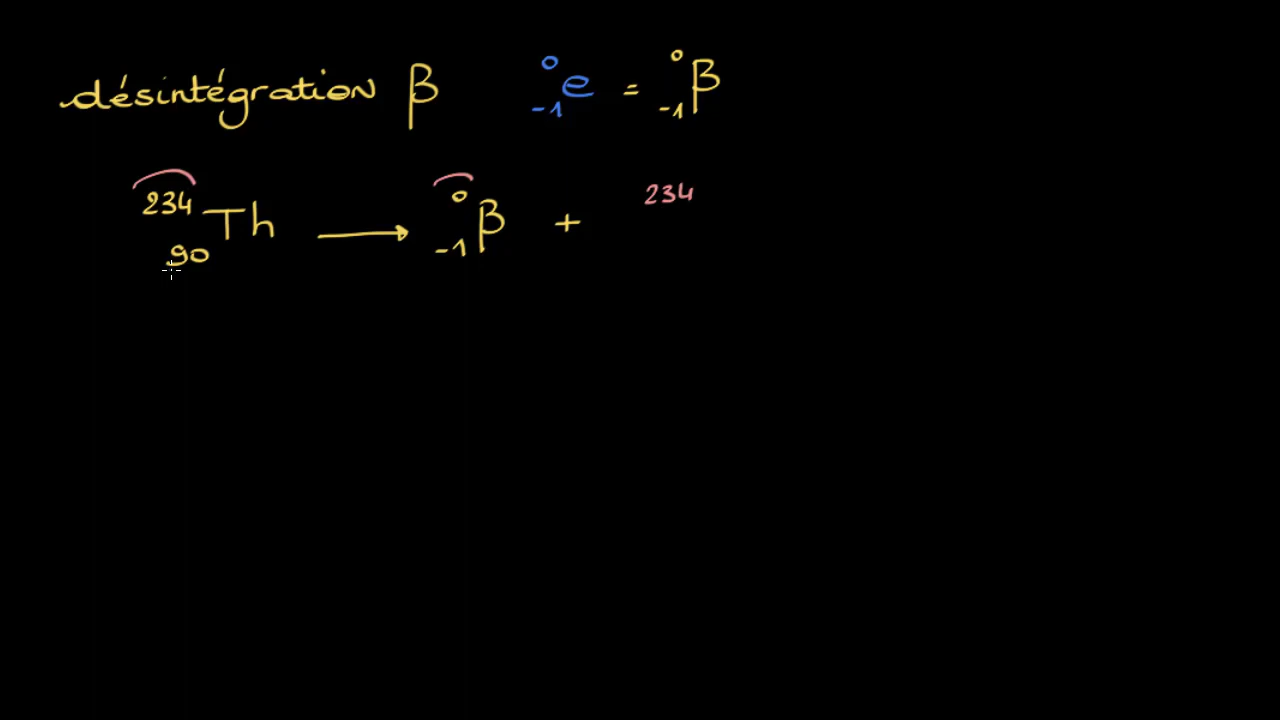 désintégration β ⁰₋₁e = ⁰₋₁β
²³⁴₉₀Th ⟶ ⁰₋₁β + ²³⁴